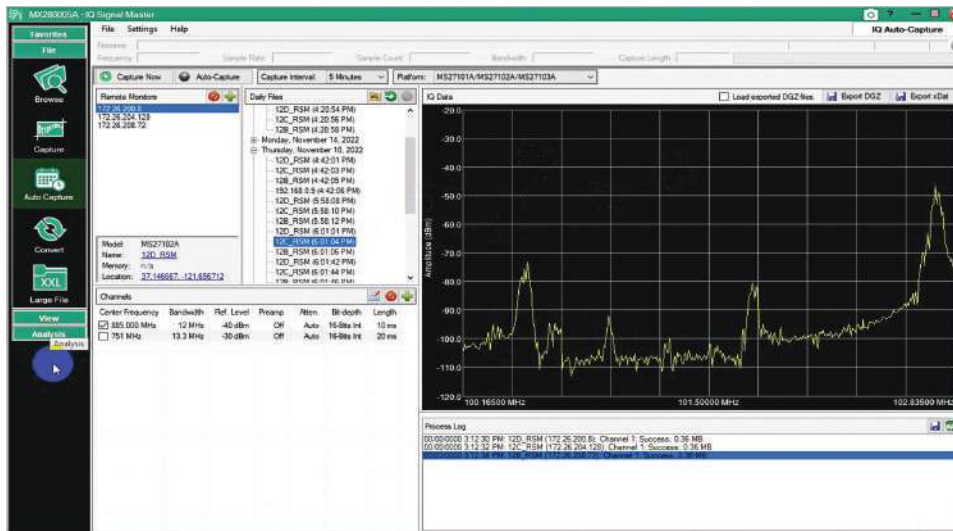 MX280005A - IQ Signal Master
File Settings Help
IQ Auto-Capture
Filename:
Frequency: Sample Rate: Sample Count: Bandwidth: Capture Length:
Capture Now Auto-Capture Capture Interval: 5 Minutes Platform: MS27101A/MS27102A/MS27103A
Favorites
File
Browse
Capture
Auto Capture
Convert
XXL
Large File
View
Analysis
Analysis
Remote Monitors
172.26.200.8
172.26.204.128
172.26.208.72
Model: MS27102A
Name: 12D_RSM
Memory: n/a
Location: 37.146667, -121.656712
Daily Files
12D_RSM (4:20:54 PM)
12C_RSM (4:20:56 PM)
12B_RSM (4:20:58 PM)
Monday, November 14, 2022
Thursday, November 10, 2022
12D_RSM (4:42:01 PM)
12C_RSM (4:42:03 PM)
12B_RSM (4:42:05 PM)
192.168.0.9 (4:42:06 PM)
12D_RSM (5:58:08 PM)
12C_RSM (5:58:10 PM)
12B_RSM (5:58:12 PM)
12D_RSM (6:01:01 PM)
12C_RSM (6:01:04 PM)
12B_RSM (6:01:06 PM)
12D_RSM (6:01:42 PM)
12C_RSM (6:01:44 PM)
12B_RSM (6:01:46 PM)
Channels
Center Frequency Bandwidth Ref. Level Preamp Atten. Bit-depth Length
885.000 MHz 12 MHz -40 dBm Off Auto 16-Bits Int 10 ms
751 MHz 13.3 MHz -30 dBm Off Auto 16-Bits Int 20 ms
IQ Data Load exported DGZ files Export DGZ Export xDat
Amplitude (dBm)
-20.0
-30.0
-40.0
-50.0
-60.0
-70.0
-80.0
-90.0
-100.0
-110.0
-120.0
100.16500 MHz 101.50000 MHz 102.83500 MHz
Process Log
00:00:0000 3:12:30 PM: 12D_RSM (172.26.200.8): Channel 1: Success: 0.36 MB
00:00:0000 3:12:32 PM: 12C_RSM (172.26.204.128): Channel 1: Success: 0.36 MB
00:00:0000 3:12:34 PM: 12B_RSM (172.26.208.72): Channel 1: Success: 0.36 MB